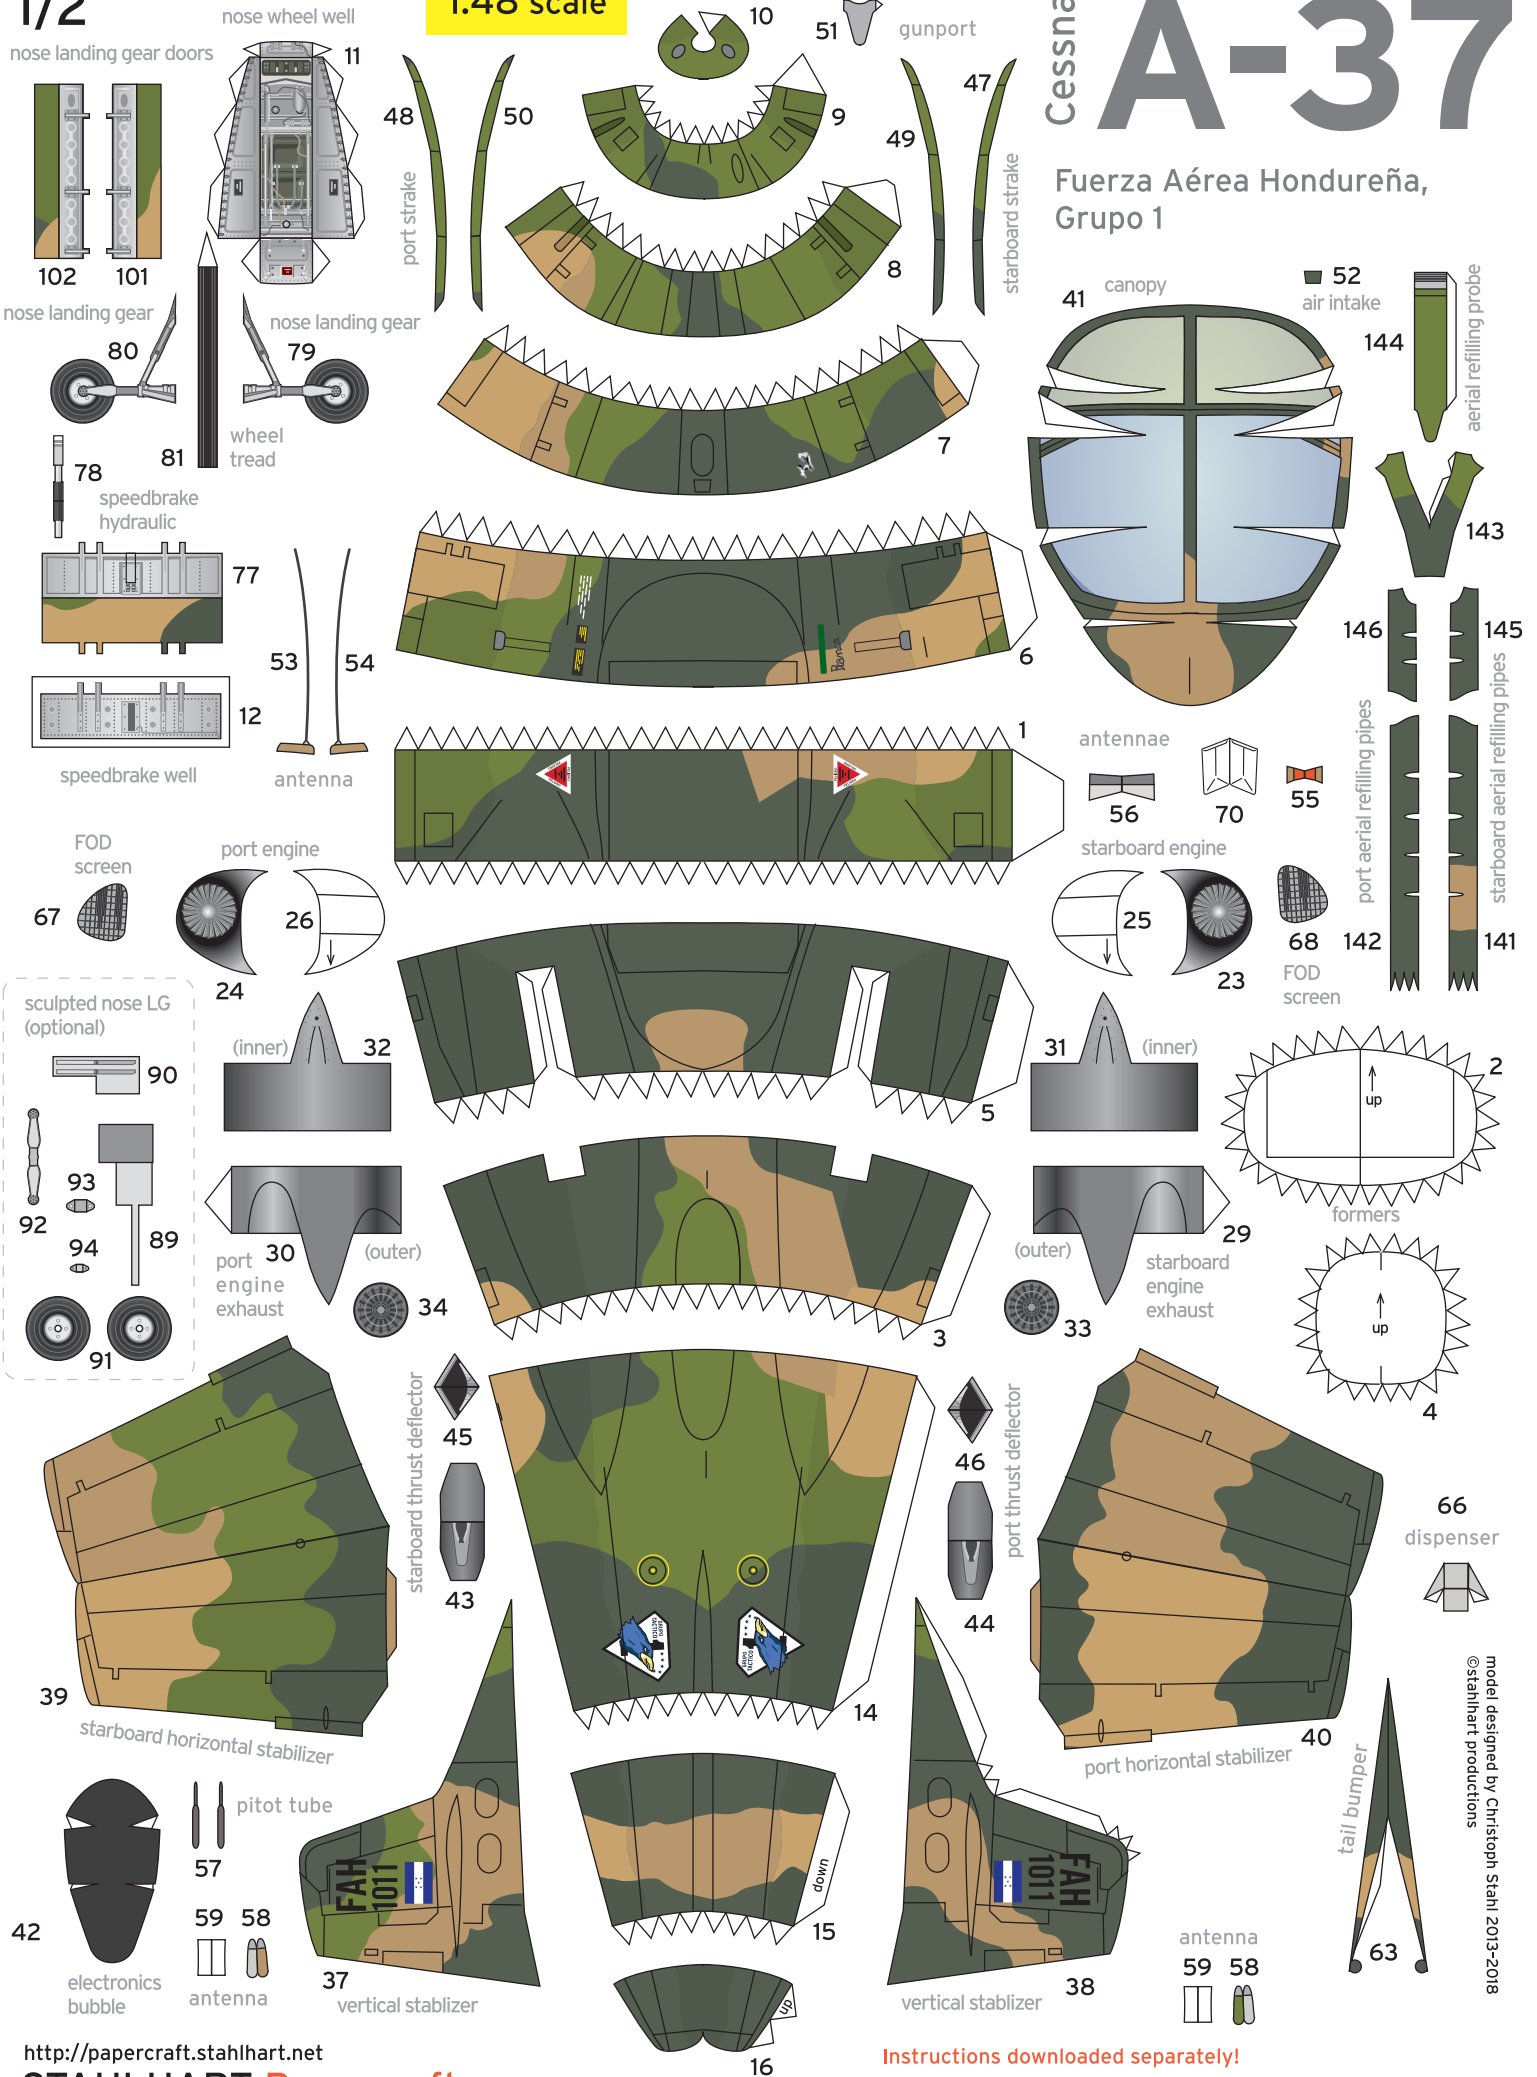 1/2
1:48 scale
Cessna
A-37
Fuerza Aérea Hondureña,
Grupo 1
nose wheel well
nose landing gear doors
11
10
51
gunport
48
50
9
49
47
port strake
starboard strake
8
102
101
nose landing gear
80
nose landing gear
79
81
wheel
tread
78
speedbrake
hydraulic
7
41
canopy
52
air intake
144
aerial refilling probe
143
77
53
54
12
speedbrake well
antenna
6
146
145
port aerial refilling pipes
starboard aerial refilling pipes
1
antennae
56
70
55
FOD
screen
67
port engine
26
24
starboard engine
25
23
68
FOD
screen
142
141
sculpted nose LG
(optional)
90
93
92
94
89
91
(inner)
32
5
31
(inner)
2
up
formers
port
engine
exhaust
30
(outer)
34
3
(outer)
33
29
starboard
engine
exhaust
up
4
starboard thrust deflector
45
43
46
44
port thrust deflector
66
dispenser
GRUPO
TACTICO
GRUPO
TACTICO
39
starboard horizontal stabilizer
14
40
port horizontal stabilizer
42
electronics
bubble
57
pitot tube
59
58
antenna
FAH
1011
37
vertical stablizer
down
15
up
16
FAH
1011
38
vertical stablizer
antenna
59
58
tail bumper
63
model designed by Christoph Stahl 2013-2018
©stahlhart productions
http://papercraft.stahlhart.net
STAHLHART Papercraft
Instructions downloaded separately!